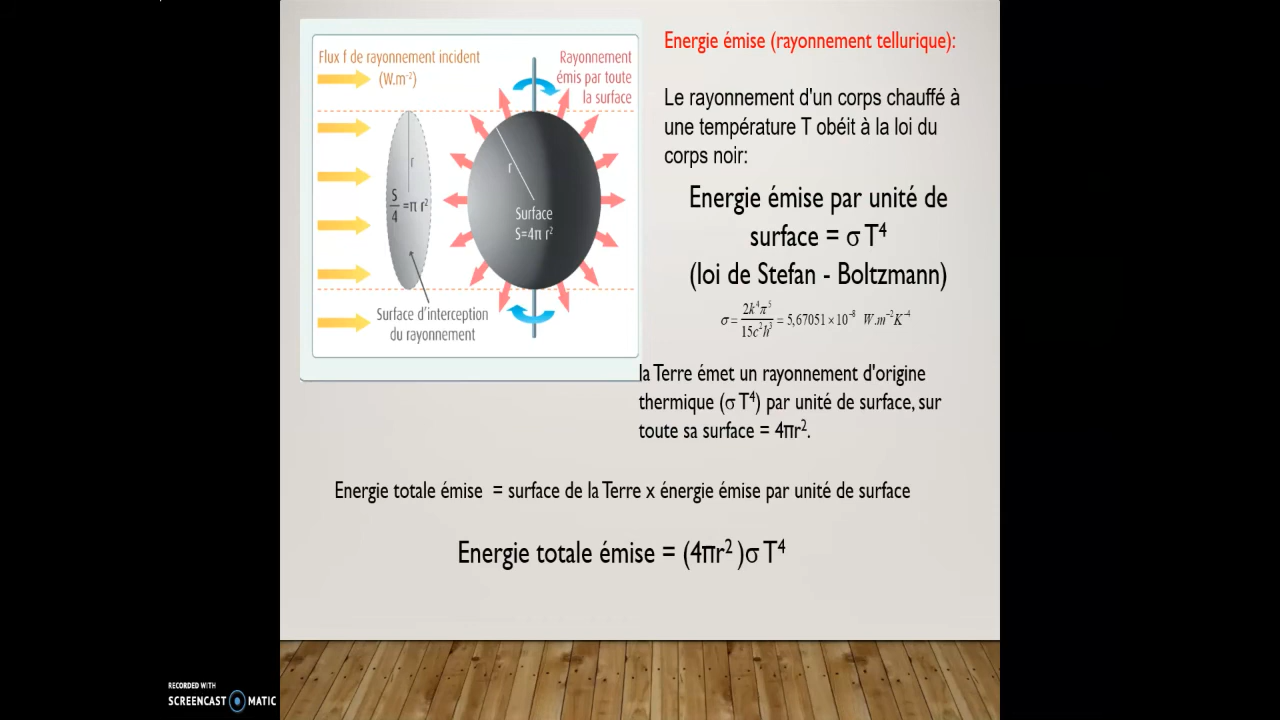 Flux f de rayonnement incident
(W.m⁻²)
Rayonnement
émis par toute
la surface
r
S/4 =π r²
r
Surface
S=4π r²
Surface d'interception
du rayonnement
Energie émise (rayonnement tellurique):
Le rayonnement d'un corps chauffé à
une température T obéit à la loi du
corps noir:
Energie émise par unité de
surface = σ T⁴
(loi de Stefan - Boltzmann)
σ = 2k⁴π⁵ / 15c²h³ = 5,67051×10⁻⁸ W.m⁻²K⁻⁴
la Terre émet un rayonnement d'origine
thermique (σ T⁴) par unité de surface, sur
toute sa surface = 4πr².
Energie totale émise = surface de la Terre x énergie émise par unité de surface
Energie totale émise = (4πr² )σ T⁴
RECORDED WITH
SCREENCAST MATIC